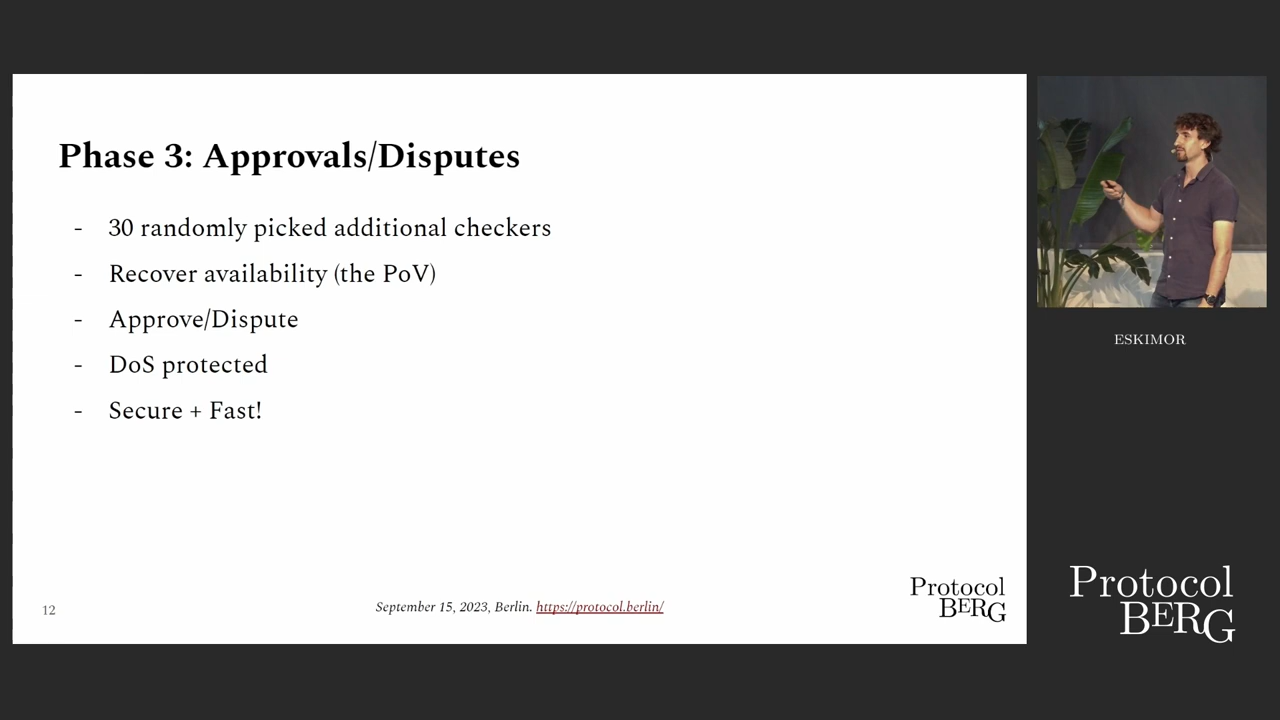 Phase 3: Approvals/Disputes
- 30 randomly picked additional checkers
- Recover availability (the PoV)
- Approve/Dispute
- DoS protected
- Secure + Fast!
12
September 15, 2023, Berlin. https://protocol.berlin/
Protocol
BERG
ESKIMOR
Protocol
BERG